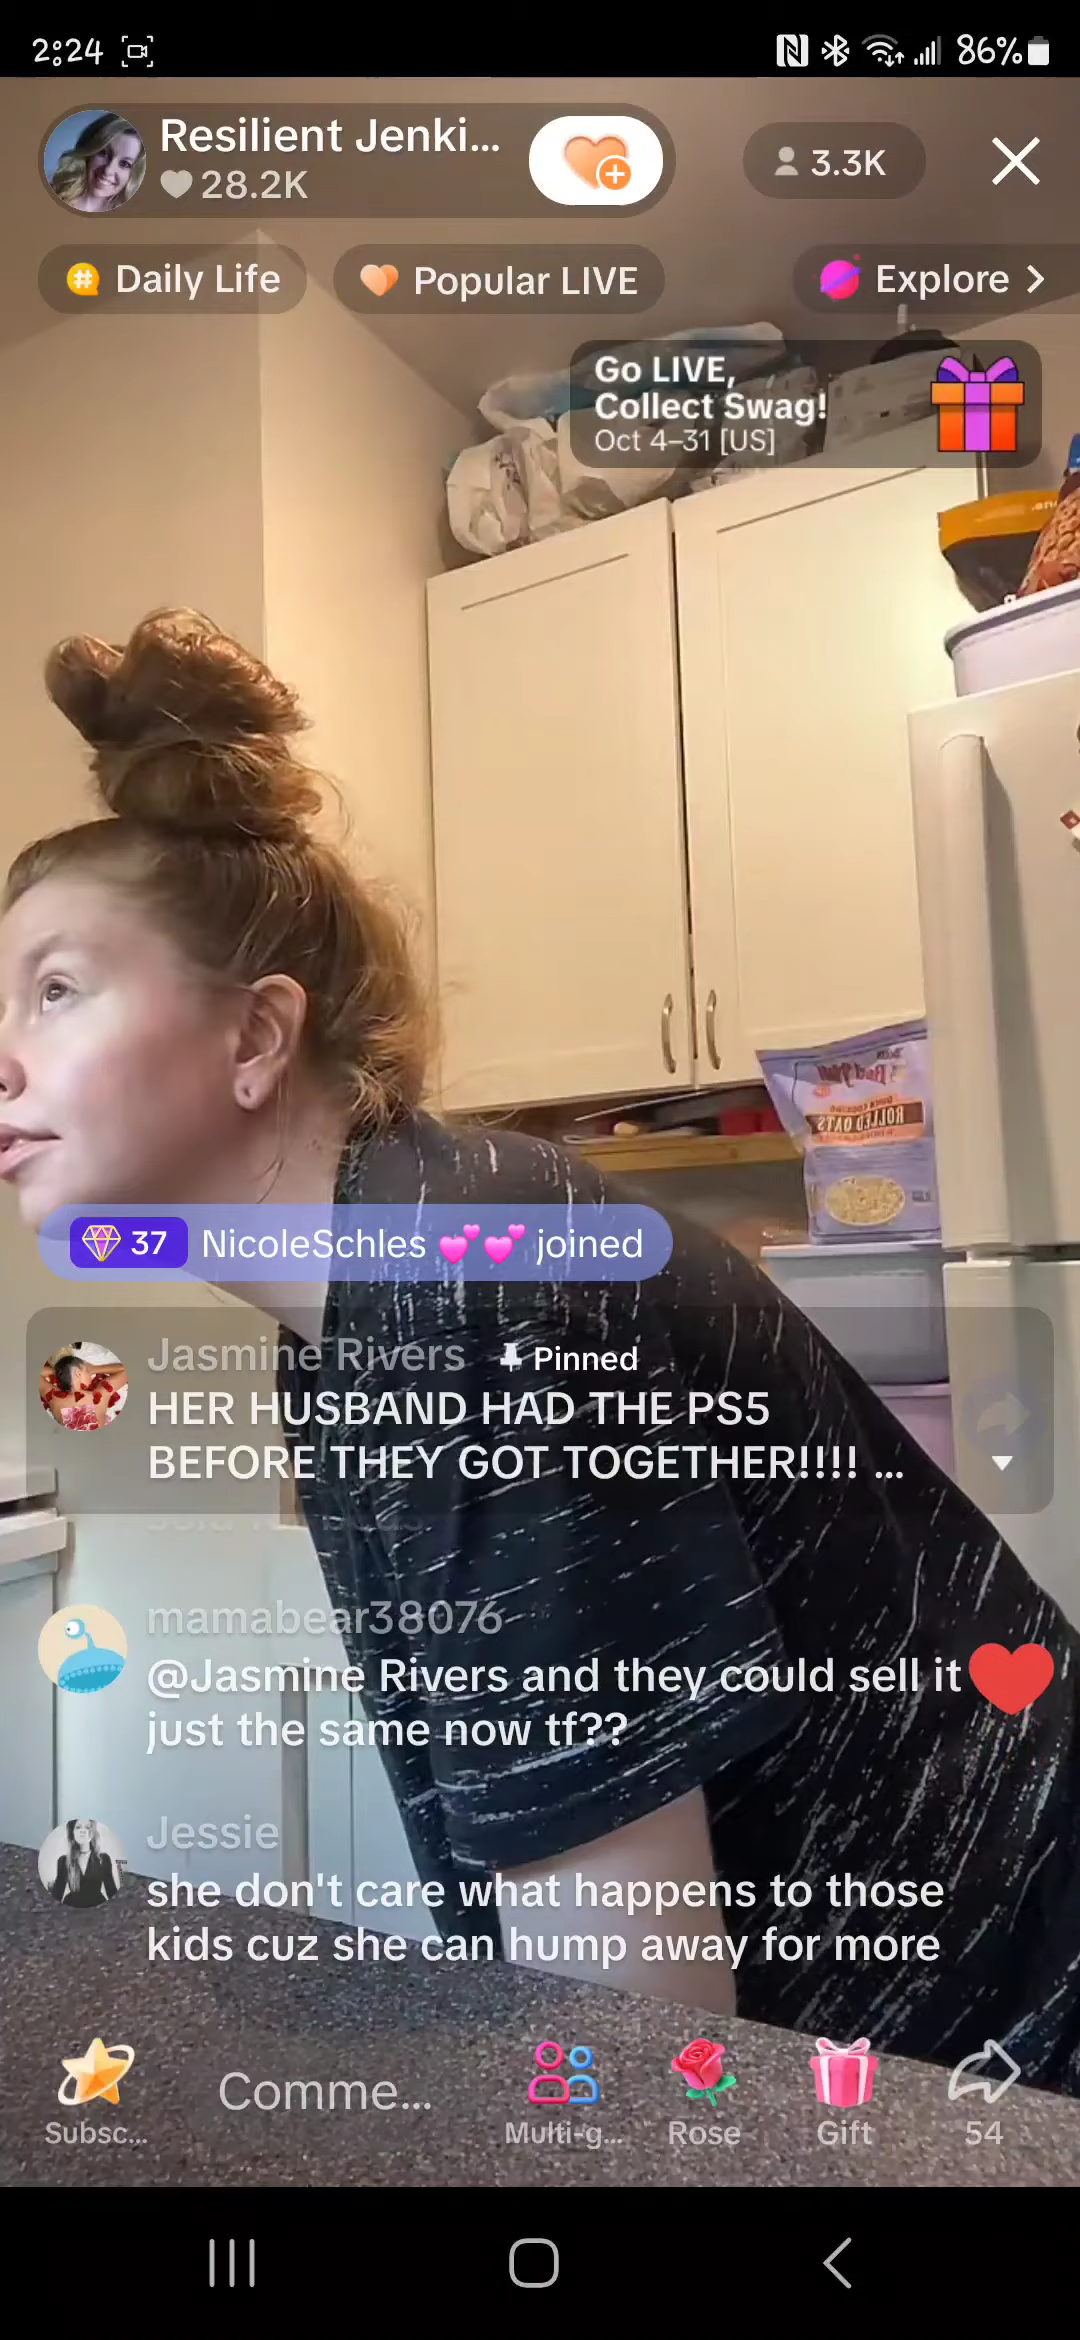 2:24
86%
Resilient Jenki...
28.2K
3.3K
Daily Life
Popular LIVE
Explore >
Go LIVE,
Collect Swag!
Oct 4–31 [US]
ROLLED OATS
37 NicoleSchles 💕💕 joined
Jasmine Rivers Pinned
HER HUSBAND HAD THE PS5
BEFORE THEY GOT TOGETHER!!!! ...
mamabear38076
@Jasmine Rivers and they could sell it
just the same now tf??
Jessie
she don't care what happens to those
kids cuz she can hump away for more
Subsc...
Comme...
Multi-g...
Rose
Gift
54